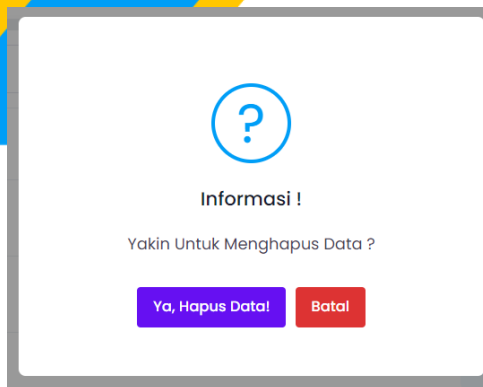 ?
Informasi !
Yakin Untuk Menghapus Data ?
Ya, Hapus Data! Batal